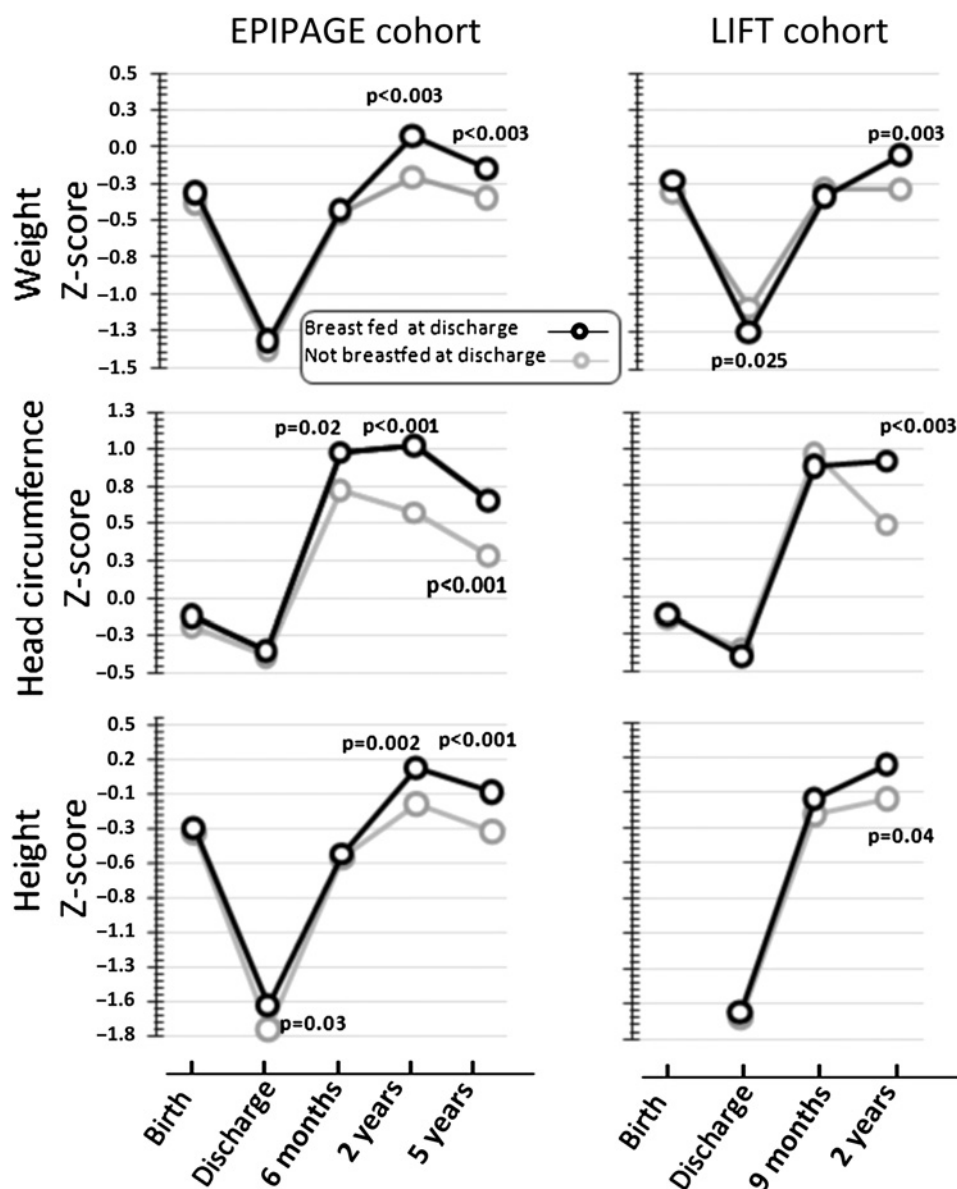 EPIPAGE cohort
LIFT cohort
Weight
Z-score
0.5
0.3
0.0
−0.3
−0.5
−0.8
−1.0
−1.3
−1.5
p<0.003
p<0.003
p=0.003
p=0.025
Breast fed at discharge
Not breastfed at discharge
Head circumfernce
Z-score
1.3
1.0
0.8
0.5
0.3
0.0
−0.3
−0.5
p=0.02
p<0.001
p<0.001
p<0.003
Height
Z-score
0.5
0.2
−0.1
−0.3
−0.6
−0.8
−1.1
−1.3
−1.6
−1.8
p=0.002
p<0.001
p=0.03
p=0.04
Birth
Discharge
6 months
2 years
5 years
Birth
Discharge
9 months
2 years